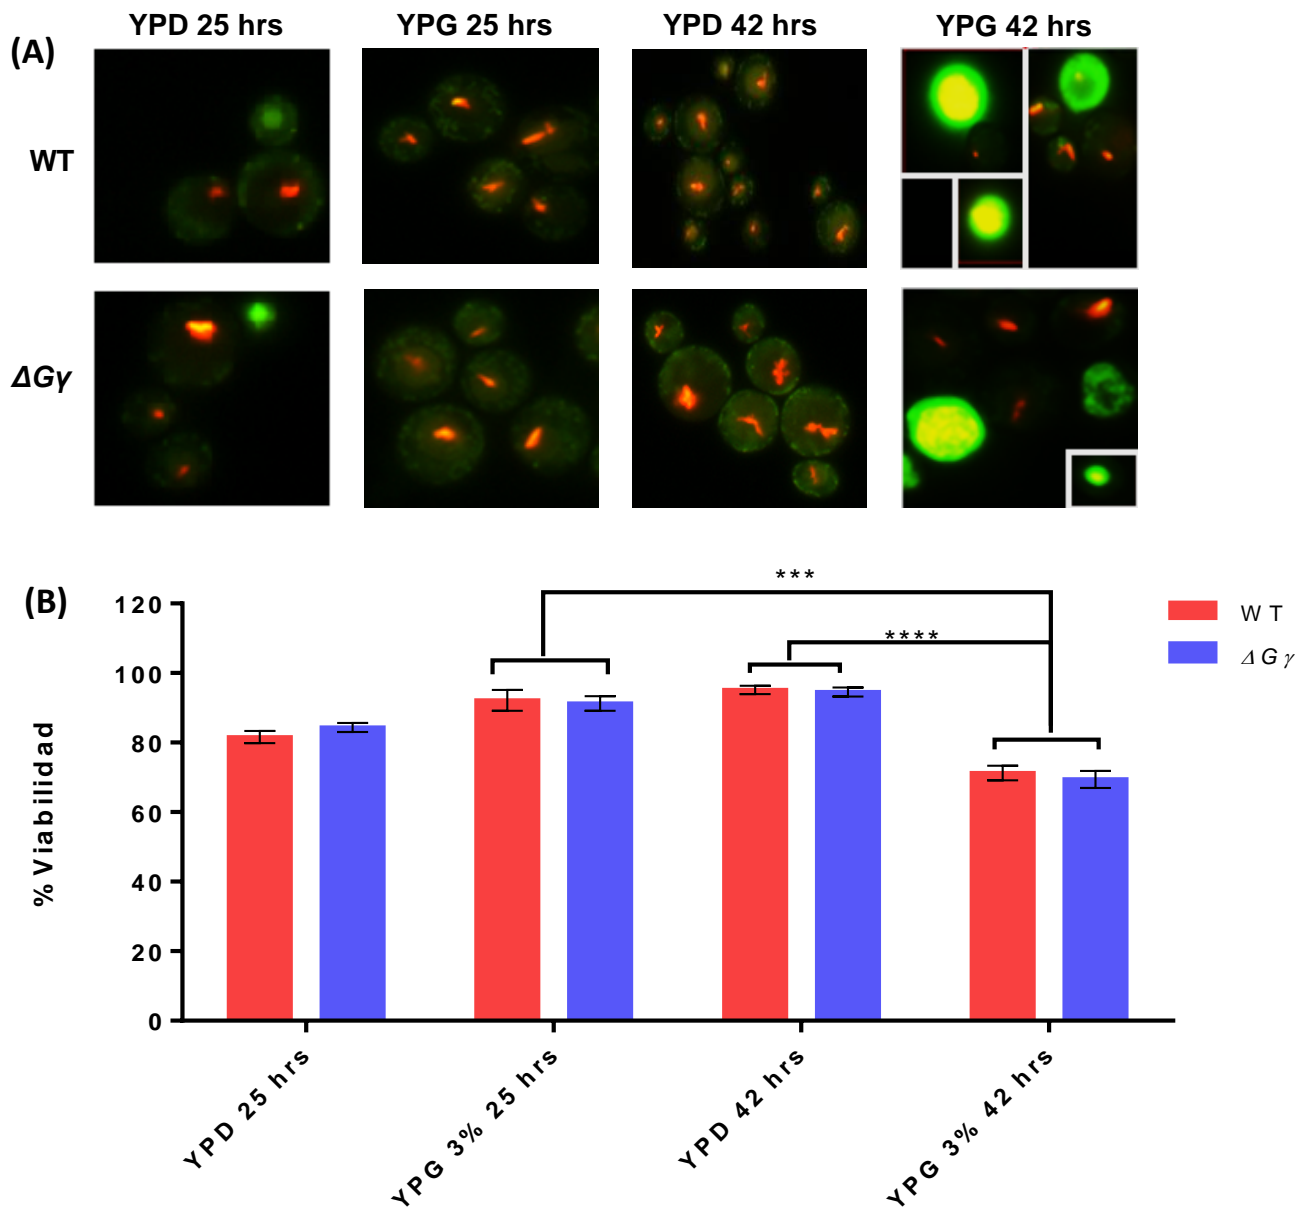 YPD 25 hrs YPG 25 hrs YPD 42 hrs YPG 42 hrs
(A)
WT
ΔGγ
(B)
***
****
WT
ΔGγ
% Viabilidad
120
100
80
60
40
20
0
YPD 25 hrs
YPG 3% 25 hrs
YPD 42 hrs
YPG 3% 42 hrs